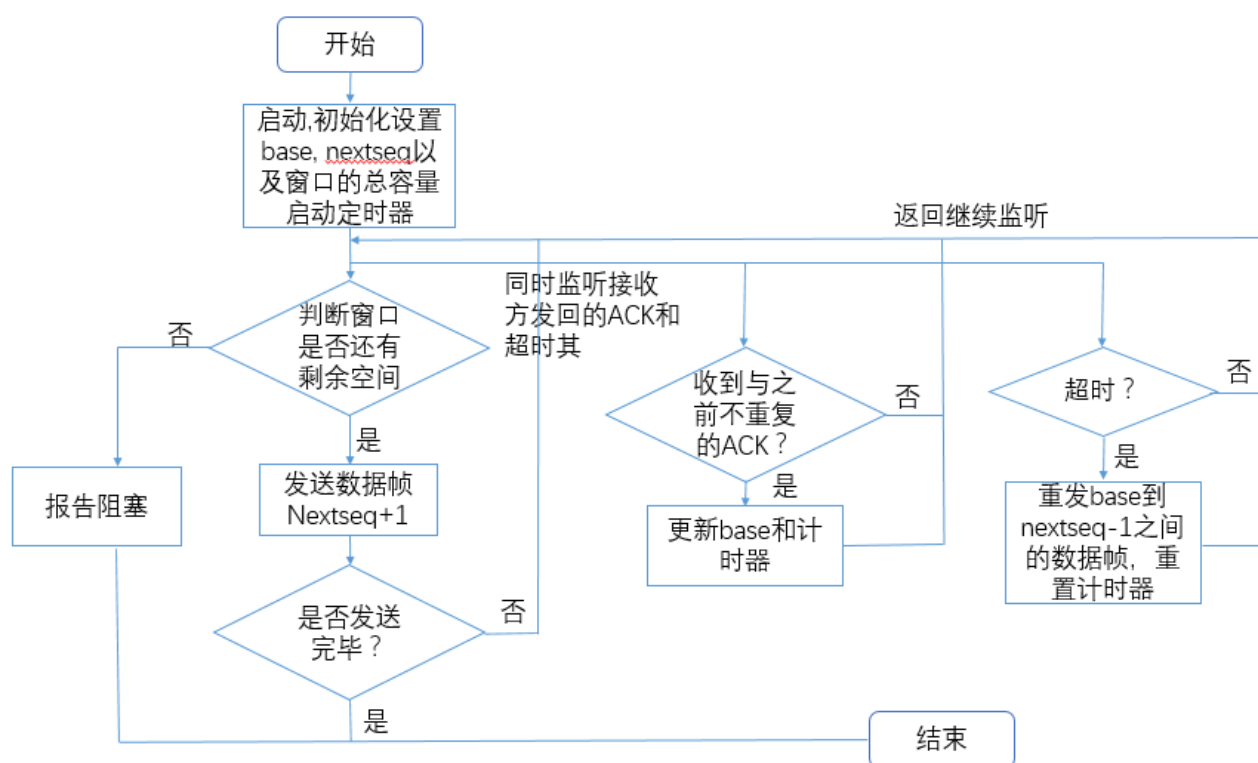 开始
启动,初始化设置
base, nextseq以
及窗口的总容量
启动定时器
返回继续监听
同时监听接收
方发回的ACK和
超时其
判断窗口
是否还有
剩余空间
否
是
收到与之
前不重复
的ACK？
否
是
超时？
否
是
报告阻塞
发送数据帧
Nextseq+1
更新base和计
时器
重发base到
nextseq-1之间
的数据帧，重
置计时器
是否发送
完毕？
否
是
结束